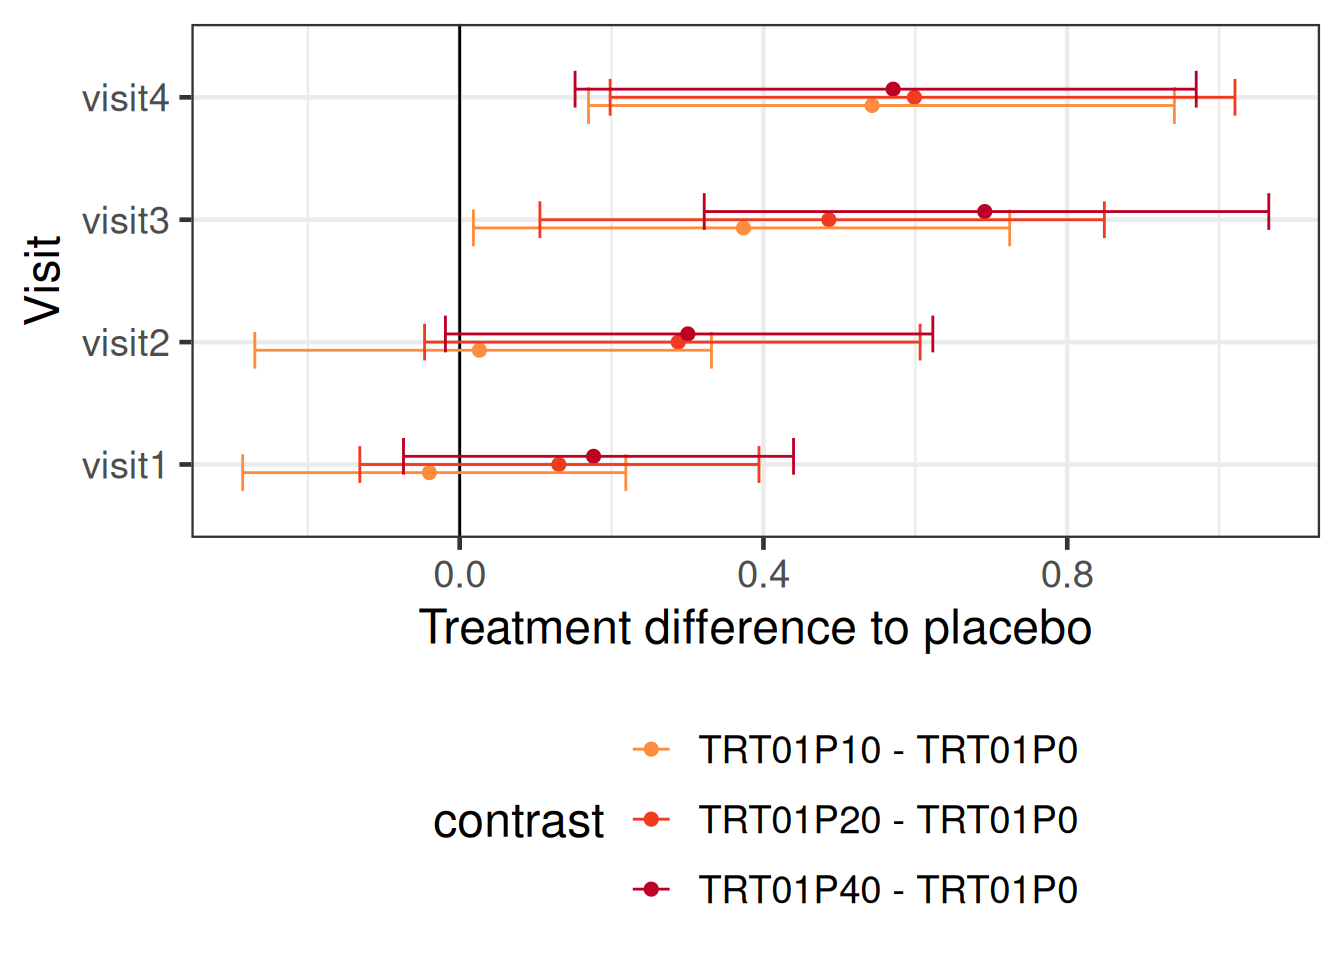 visit4
visit3
visit2
visit1
Visit
0.0 0.4 0.8
Treatment difference to placebo
contrast
TRT01P10 - TRT01P0
TRT01P20 - TRT01P0
TRT01P40 - TRT01P0